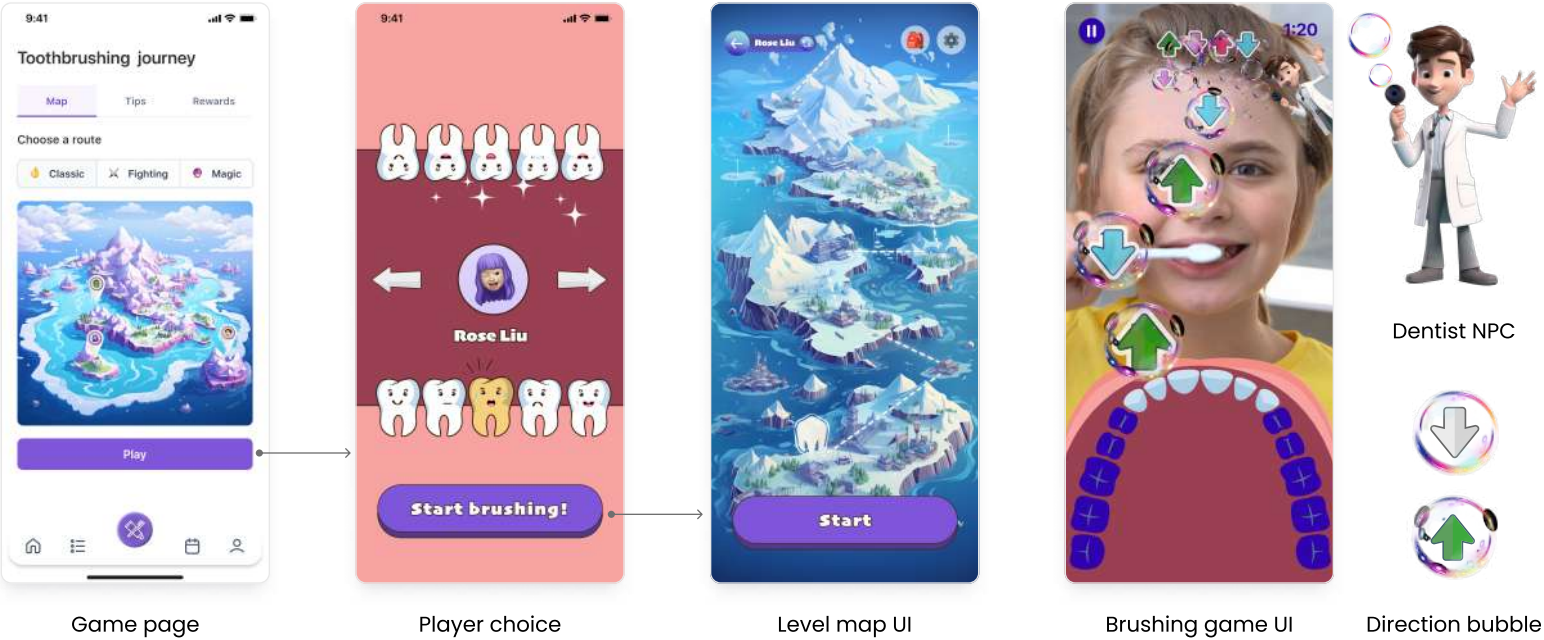 9:41
Toothbrushing journey
Map Tips Rewards
Choose a route
Classic Fighting Magic
Play
Game page
9:41
Rose Liu
Start brushing!
Player choice
Rose Liu
Start
Level map UI
1:20
Brushing game UI
Dentist NPC
Direction bubble